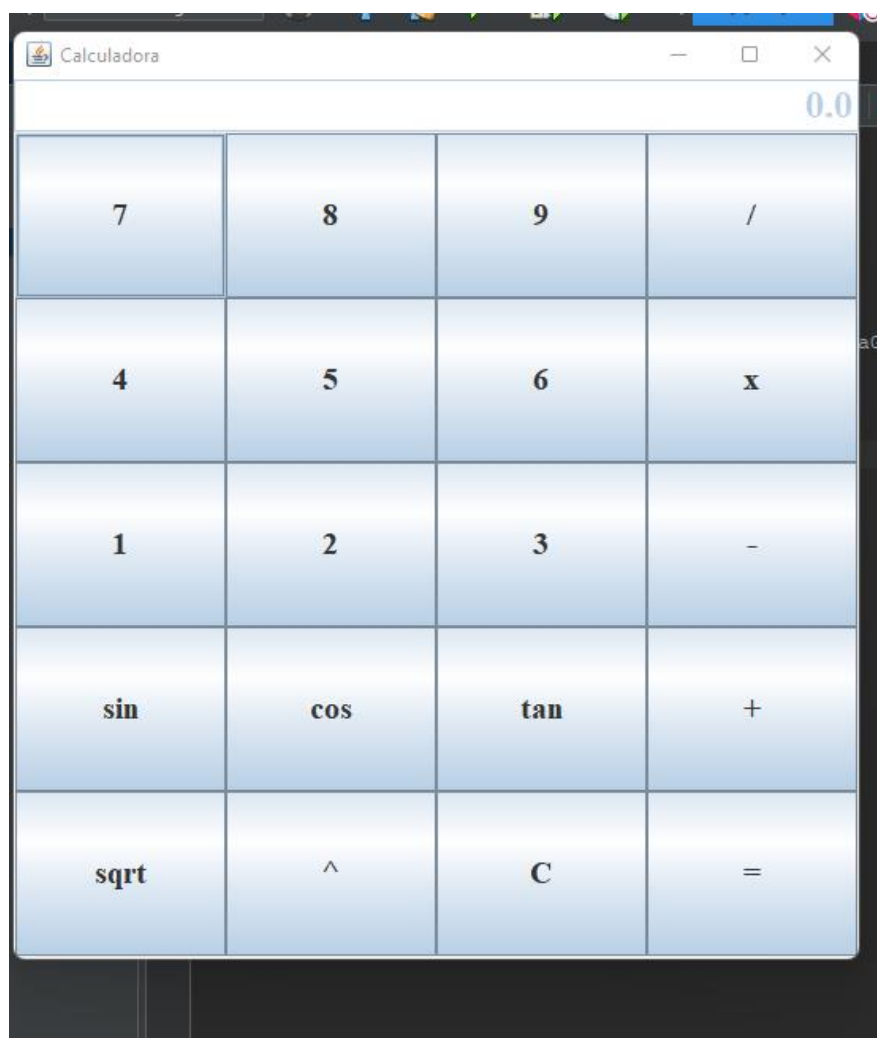 Calculadora
0.0
7 8 9 /
4 5 6 x
1 2 3 -
sin cos tan +
sqrt ^ C =